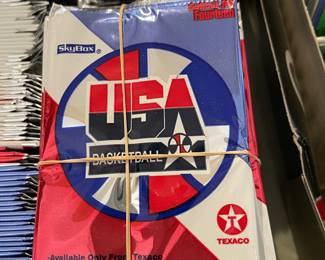 SkyBox
USA
BASKETBALL
TEXACO
-Available Only From Texaco